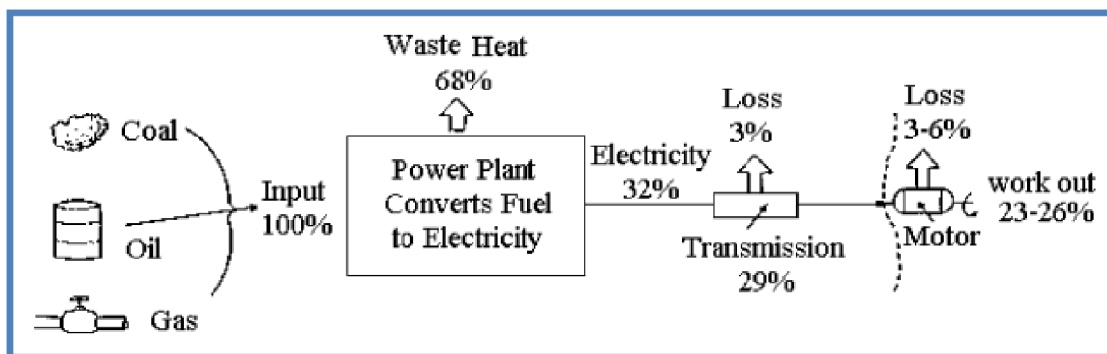 Waste Heat
68%
Coal
Oil
Gas
Input
100%
Power Plant
Converts Fuel
to Electricity
Electricity
32%
Loss
3%
Transmission
29%
Loss
3-6%
Motor
work out
23-26%